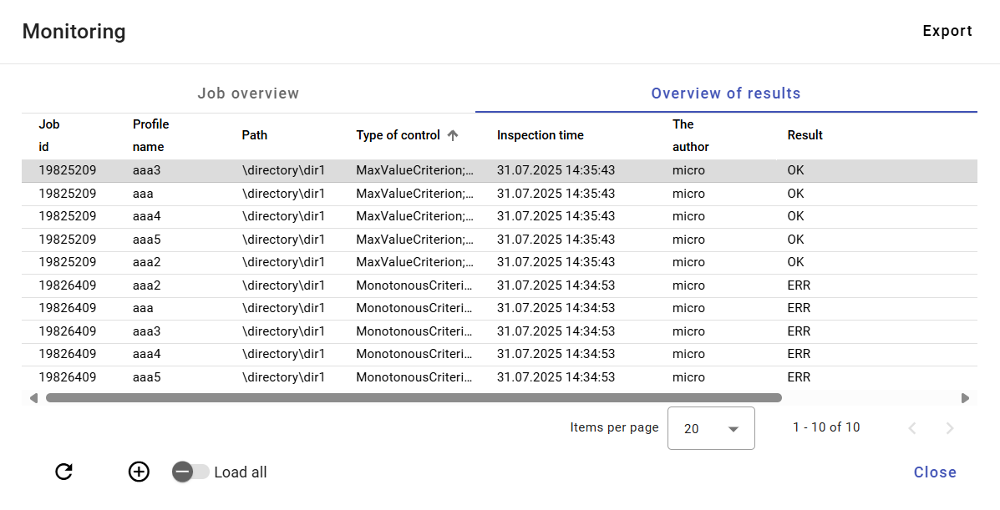 Monitoring
Export
Job overview
Overview of results
Job id
Profile name
Path
Type of control
Inspection time
The author
Result
19825209 aaa3 \directory\dir1 MaxValueCriterion;... 31.07.2025 14:35:43 micro OK
19825209 aaa \directory\dir1 MaxValueCriterion;... 31.07.2025 14:35:43 micro OK
19825209 aaa4 \directory\dir1 MaxValueCriterion;... 31.07.2025 14:35:43 micro OK
19825209 aaa5 \directory\dir1 MaxValueCriterion;... 31.07.2025 14:35:43 micro OK
19825209 aaa2 \directory\dir1 MaxValueCriterion;... 31.07.2025 14:35:43 micro OK
19826409 aaa2 \directory\dir1 MonotonousCriteri... 31.07.2025 14:34:53 micro ERR
19826409 aaa \directory\dir1 MonotonousCriteri... 31.07.2025 14:34:53 micro ERR
19826409 aaa3 \directory\dir1 MonotonousCriteri... 31.07.2025 14:34:53 micro ERR
19826409 aaa4 \directory\dir1 MonotonousCriteri... 31.07.2025 14:34:53 micro ERR
19826409 aaa5 \directory\dir1 MonotonousCriteri... 31.07.2025 14:34:53 micro ERR
Items per page 20 1 - 10 of 10
Load all
Close